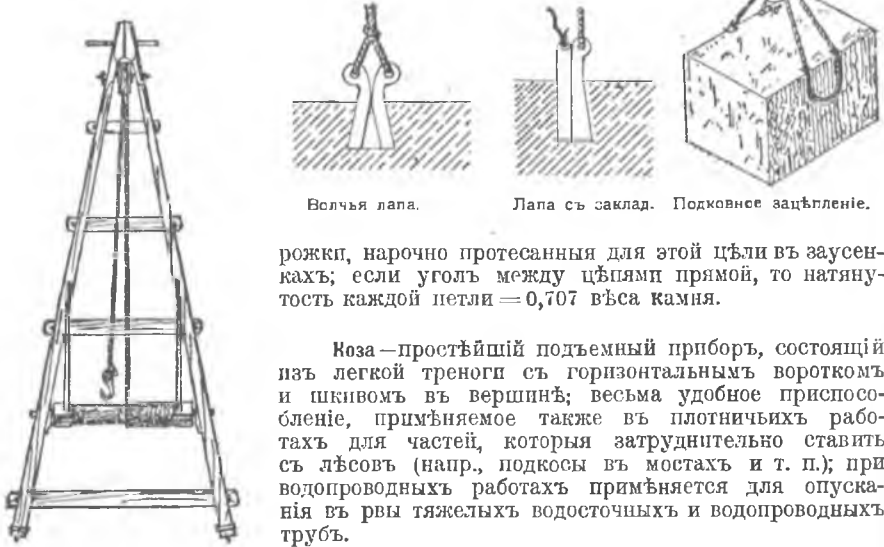 Волчья лапа.
Лапа съ заклад.
Подковное зацѣпленіе.
рожки, нарочно протесанныя для этой цѣли въ заусен-
кахъ; если уголъ между цѣпями прямой, то натяну-
тость каждой петли = 0,707 вѣса камня.
Коза—простѣйшій подъемный приборъ, состоящій
изъ легкой треноги съ горизонтальнымъ вороткомъ
и шкивомъ въ вершинѣ; весьма удобное приспосо-
бленіе, примѣняемое также въ плотничьихъ рабо-
тахъ для частей, которыя затруднительно ставить
съ лѣсовъ (напр., подкосы въ мостахъ и т. п.); при
водопроводныхъ работахъ примѣняется для опуска-
нія въ рвы тяжелыхъ водосточныхъ и водопроводныхъ
трубъ.